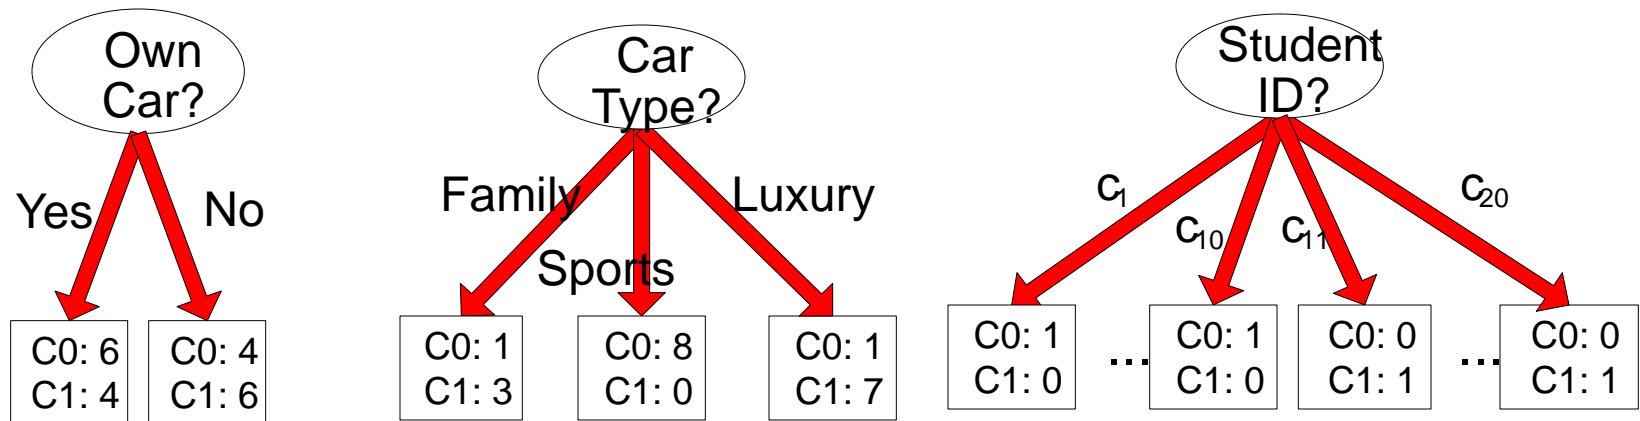 Own
Car?
Yes
No
C0: 6
C1: 4
C0: 4
C1: 6
Car
Type?
Family
Sports
Luxury
C0: 1
C1: 3
C0: 8
C1: 0
C0: 1
C1: 7
Student
ID?
c1
c10
c11
c20
C0: 1
C1: 0
...
C0: 1
C1: 0
C0: 0
C1: 1
...
C0: 0
C1: 1